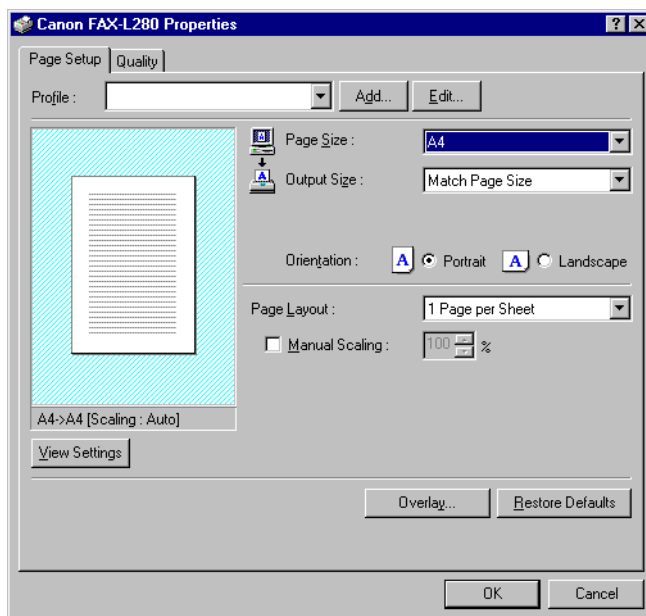 Canon FAX-L280 Properties
Page Setup Quality
Profile : Add... Edit...
A Page Size : A4
A Output Size : Match Page Size
Orientation : A Portrait A Landscape
Page Layout : 1 Page per Sheet
Manual Scaling : 100 %
A4->A4 [Scaling : Auto]
View Settings
Overlay... Restore Defaults
OK Cancel